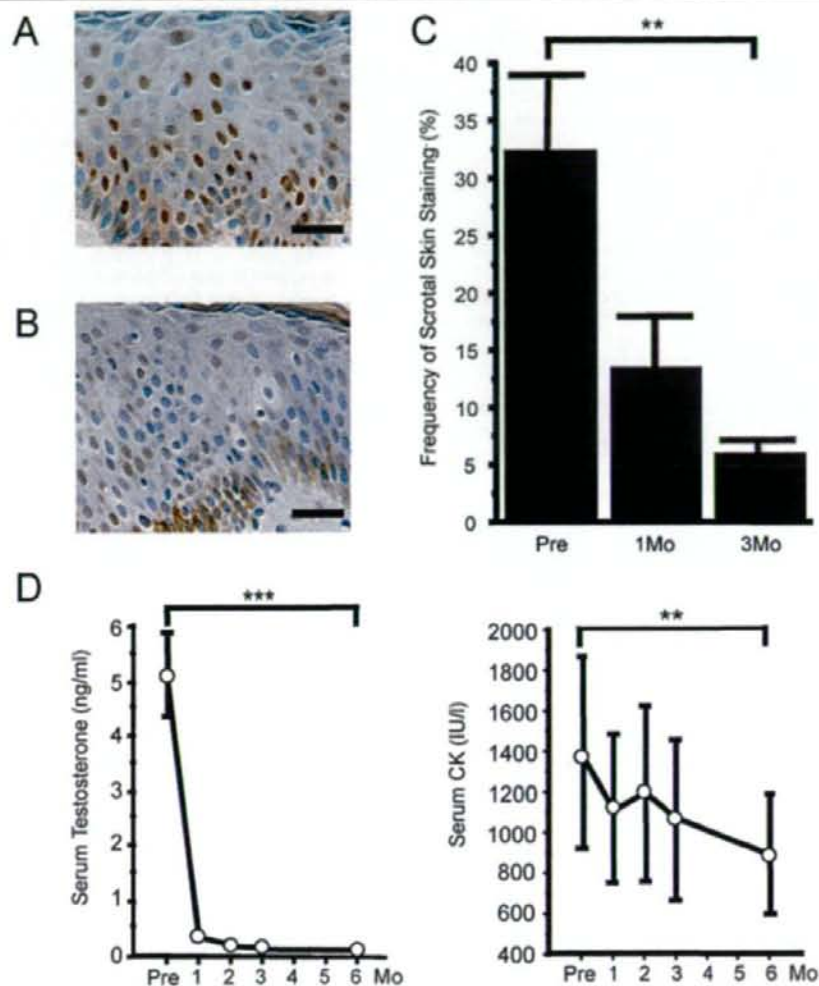 A
B
C
**
Frequency of Scrotal Skin Staining (%)
40
35
30
25
20
15
10
5
0
Pre 1Mo 3Mo
D
***
Serum Testosterone (ng/ml)
6
5
4
3
2
1
0
Pre 1 2 3 4 5 6 Mo
**
Serum CK (IU/l)
2000
1800
1600
1400
1200
1000
800
600
400
Pre 1 2 3 4 5 6 Mo